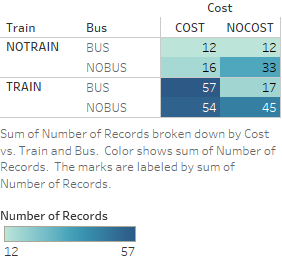 Cost
Train Bus COST NOCOST
NOTRAIN BUS 12 12
NOBUS 16 33
TRAIN BUS 57 17
NOBUS 54 45
Sum of Number of Records broken down by Cost
vs. Train and Bus. Color shows sum of Number of
Records. The marks are labeled by sum of
Number of Records.
Number of Records
12 57